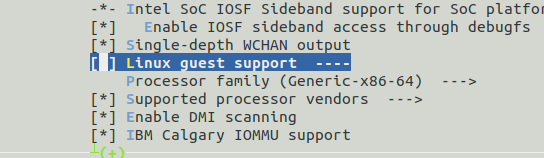 -*- Intel SoC IOSF Sideband support for SoC platfor
[*]   Enable IOSF sideband access through debugfs
[*] Single-depth WCHAN output
[ ] Linux guest support  ----
    Processor family (Generic-x86-64)  --->
[*] Supported processor vendors  --->
[*] Enable DMI scanning
[*] IBM Calgary IOMMU support
┴(+)